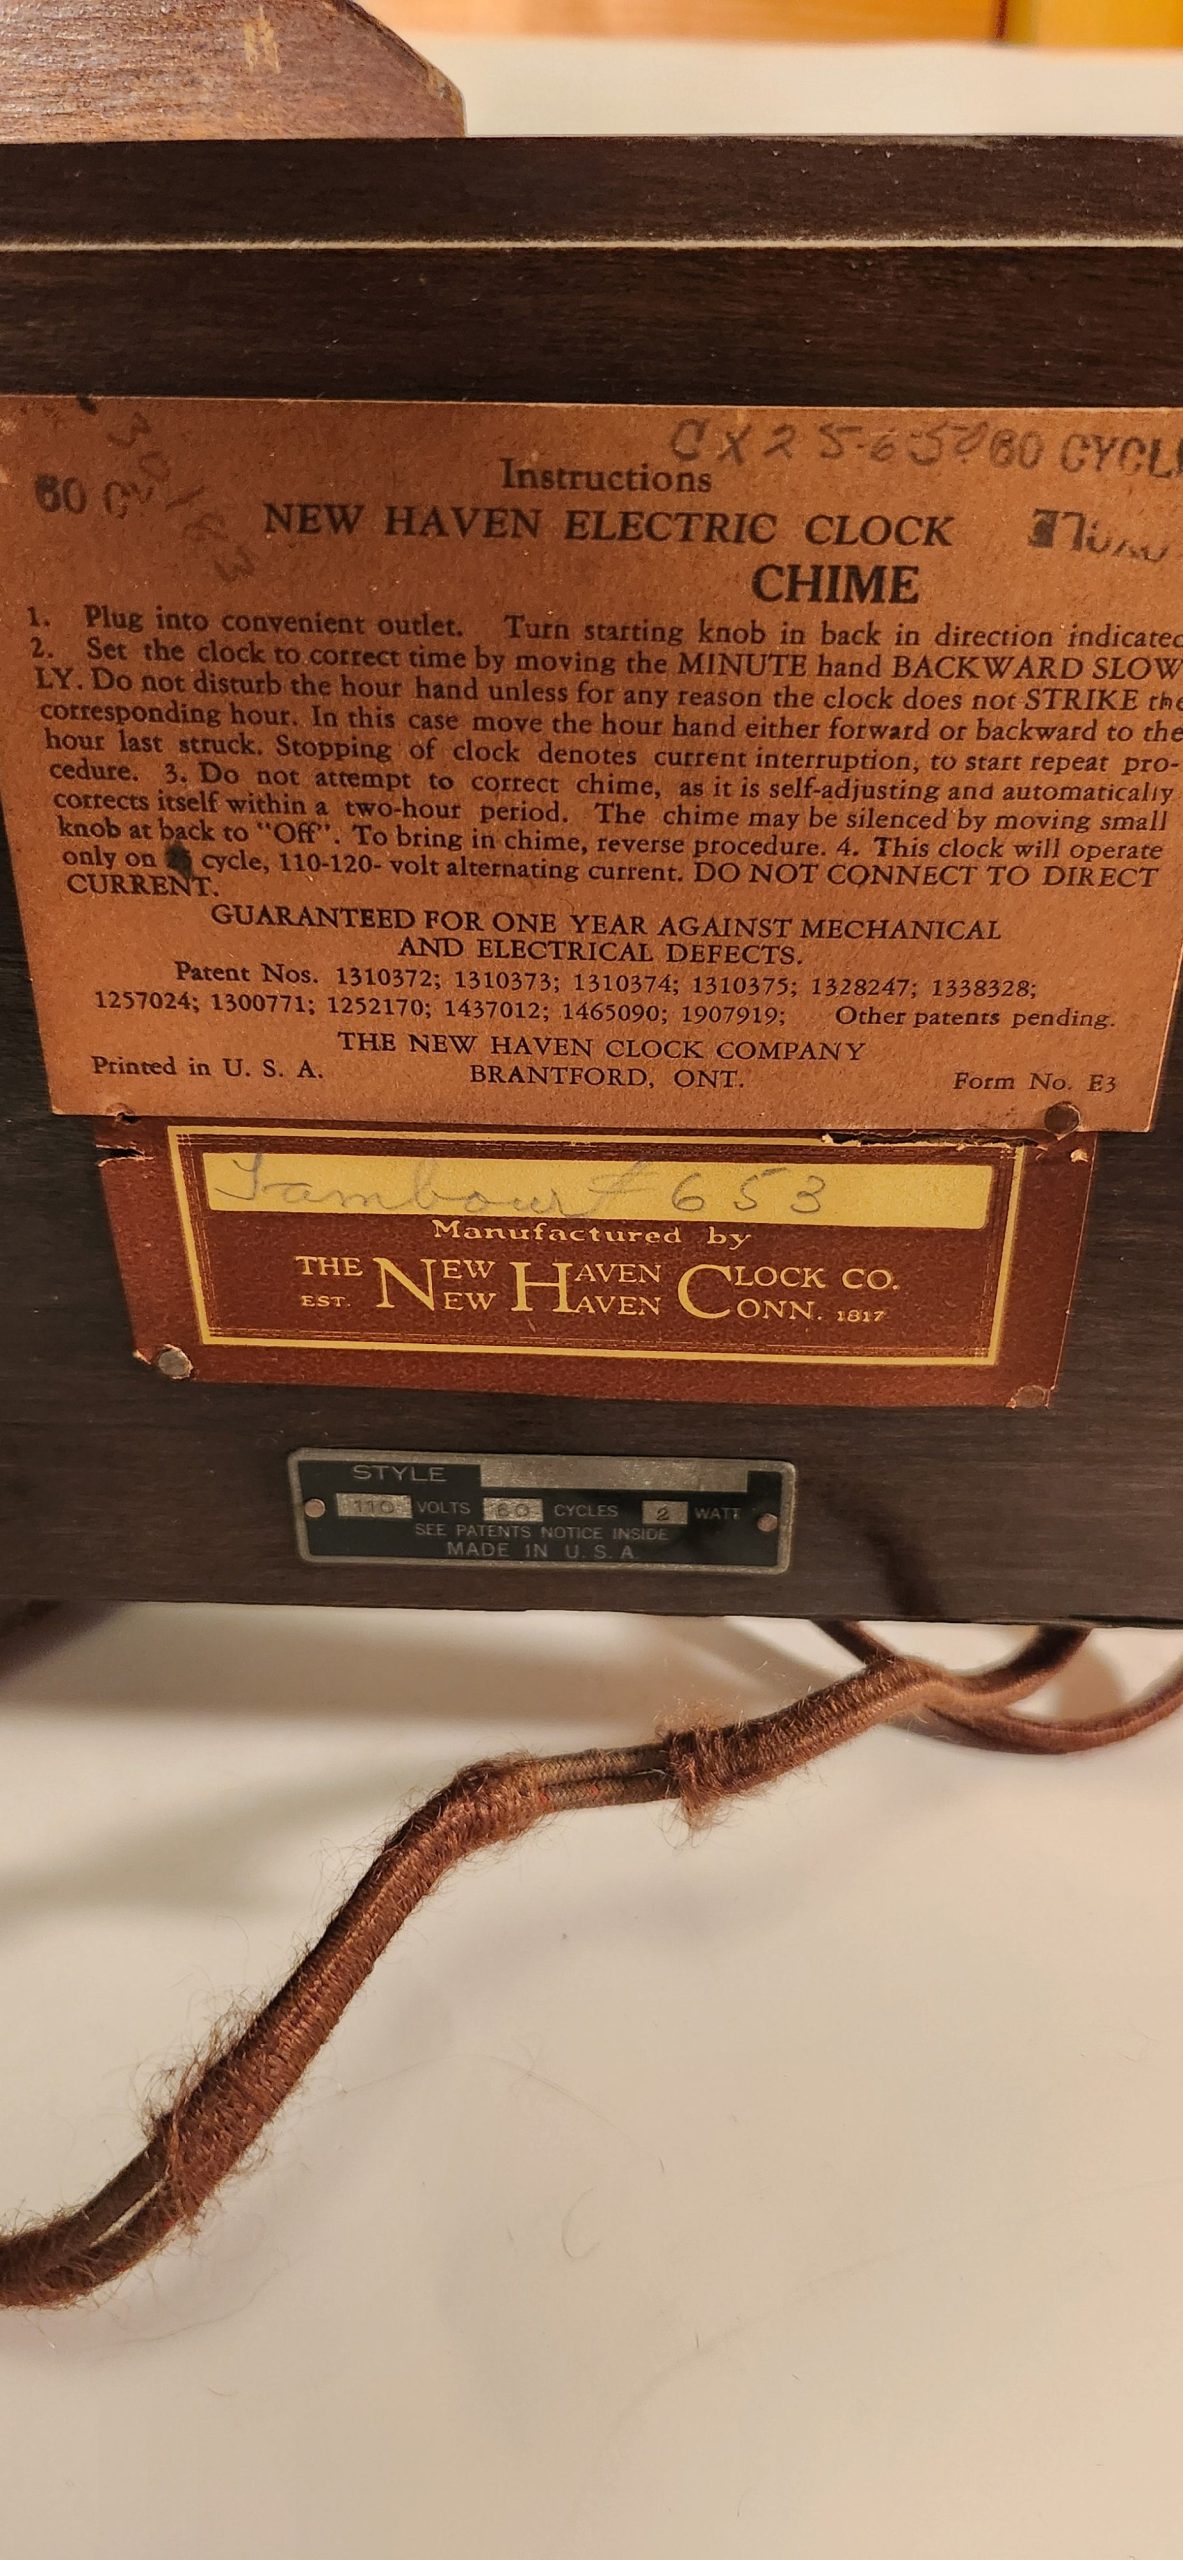 60 CYCLE
Instructions
60 CY
NEW HAVEN ELECTRIC CLOCK
CHIME
1. Plug into convenient outlet. Turn starting knob in back in direction indicated
2. Set the clock to correct time by moving the MINUTE hand BACKWARD SLOW
LY. Do not disturb the hour hand unless for any reason the clock does not STRIKE the
corresponding hour. In this case move the hour hand either forward or backward to the
hour last struck. Stopping of clock denotes current interruption, to start repeat pro-
cedure. 3. Do not attempt to correct chime, as it is self-adjusting and automatically
corrects itself within a two-hour period. The chime may be silenced by moving small
knob at back to "Off". To bring in chime, reverse procedure. 4. This clock will operate
only on cycle, 110-120- volt alternating current. DO NOT CONNECT TO DIRECT
CURRENT.
GUARANTEED FOR ONE YEAR AGAINST MECHANICAL
AND ELECTRICAL DEFECTS.
Patent Nos. 1310372; 1310373; 1310374; 1310375; 1328247; 1338328;
1257024; 1300771; 1252170; 1437012; 1465090; 1907919; Other patents pending.
THE NEW HAVEN CLOCK COMPANY
Printed in U. S. A. BRANTFORD, ONT. Form No. E3
Tambour # 653
Manufactured by
THE NEW HAVEN CLOCK CO.
EST. NEW HAVEN CONN. 1817
STYLE
110 VOLTS 60 CYCLES 2 WATT
SEE PATENTS NOTICE INSIDE
MADE IN U. S. A.